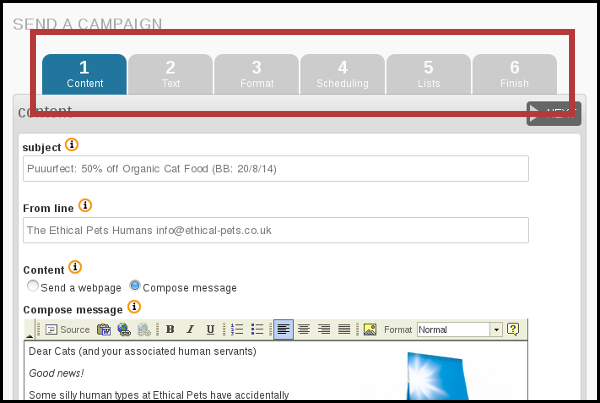 SEND A CAMPAIGN
1 2 3 4 5 6
Content Text Format Scheduling Lists Finish
content NEXT
subject
Puuurfect: 50% off Organic Cat Food (BB: 20/8/14)
From line
The Ethical Pets Humans info@ethical-pets.co.uk
Content
Send a webpage Compose message
Compose message
Source B I U Format Normal
Dear Cats (and your associated human servants)
Good news!
Some silly human types at Ethical Pets have accidentally